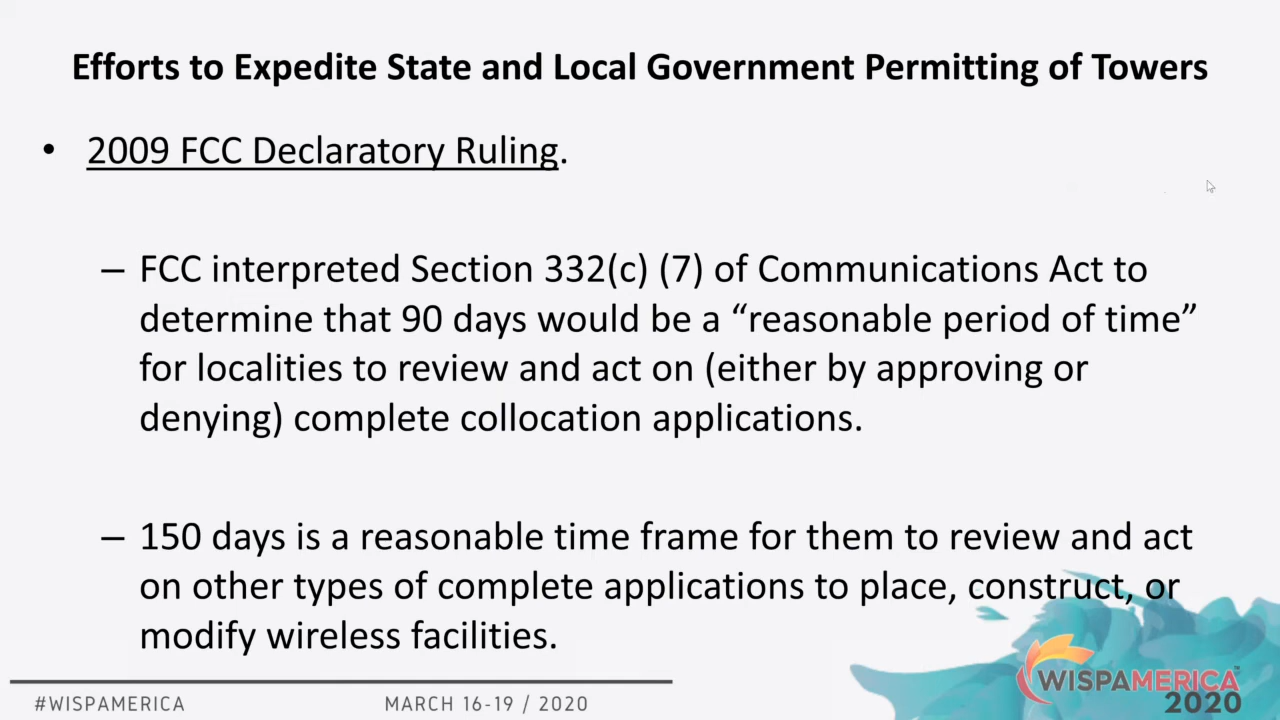 Efforts to Expedite State and Local Government Permitting of Towers
• 2009 FCC Declaratory Ruling.
– FCC interpreted Section 332(c) (7) of Communications Act to
determine that 90 days would be a “reasonable period of time”
for localities to review and act on (either by approving or
denying) complete collocation applications.
– 150 days is a reasonable time frame for them to review and act
on other types of complete applications to place, construct, or
modify wireless facilities.
#WISPAMERICA MARCH 16-19 / 2020
WISPAMERICA™
2020